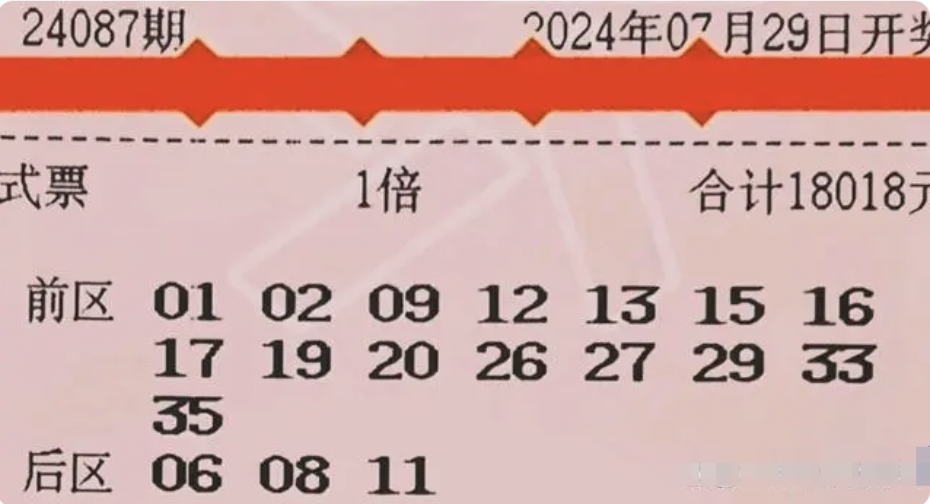 24087期 2024年07月29日开奖
式票 1倍 合计18018元
前区 01 02 09 12 13 15 16
17 19 20 26 27 29 33
35
后区 06 08 11